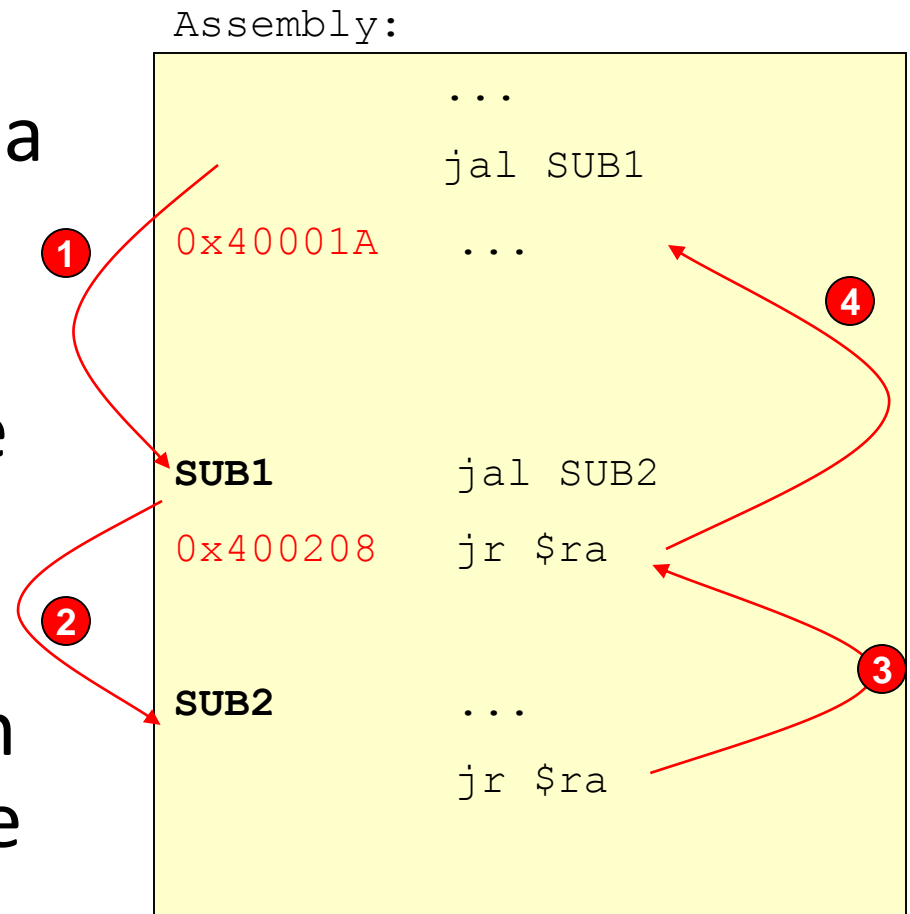 Assembly:
...
a
jal SUB1
1
0x40001A ...
4
e
SUB1 jal SUB2
0x400208 jr $ra
2
3
SUB2 ...
n
jr $ra
e